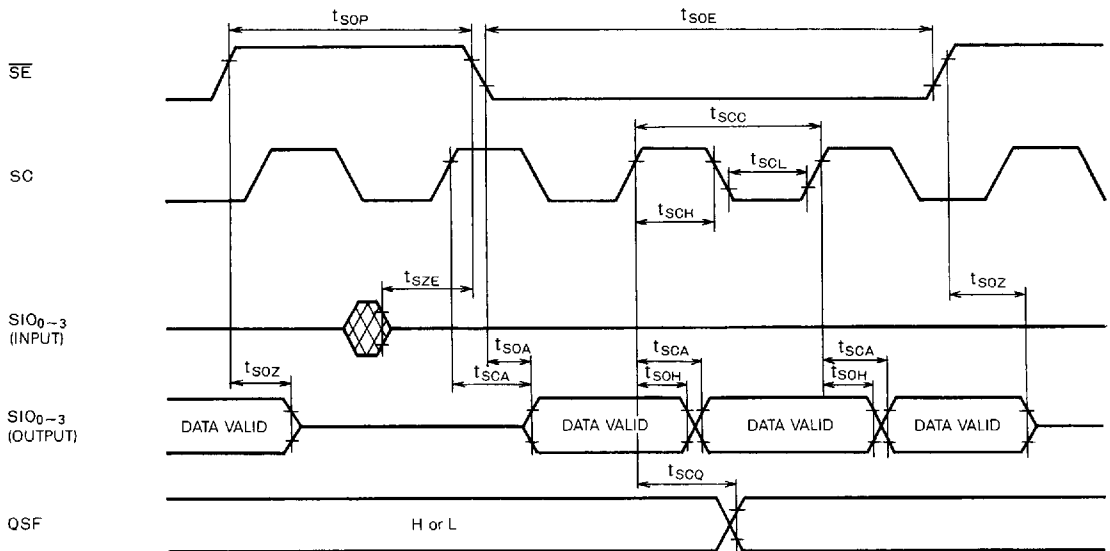 tSOP
tSOE
SE
tSCC
SC
tSCL
tSCH
tSZE
tSOZ
SIO0~3
(INPUT)
tSOA
tSCA
tSCA
tSOZ
tSCA
tSOH
tSOH
SIO0~3
(OUTPUT)
DATA VALID
DATA VALID
DATA VALID
DATA VALID
tSCQ
QSF
H or L